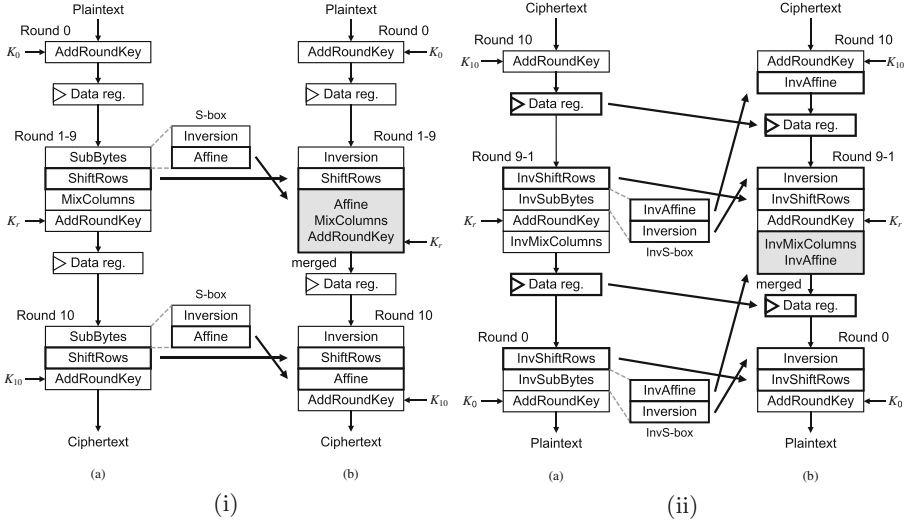 Plaintext
Round 0
K0
AddRoundKey
Data reg.
Round 1-9
SubBytes
ShiftRows
MixColumns
Kr
AddRoundKey
S-box
Inversion
Affine
Data reg.
Round 10
SubBytes
ShiftRows
K10
AddRoundKey
S-box
Inversion
Affine
Ciphertext
(a)
Plaintext
Round 0
AddRoundKey
K0
Data reg.
Round 1-9
Inversion
ShiftRows
Affine
MixColumns
AddRoundKey
Kr
merged
Data reg.
Round 10
Inversion
ShiftRows
Affine
AddRoundKey
K10
Ciphertext
(b)
(i)
Ciphertext
Round 10
K10
AddRoundKey
Data reg.
Round 9-1
InvShiftRows
InvSubBytes
Kr
AddRoundKey
InvMixColumns
InvAffine
Inversion
InvS-box
Data reg.
Round 0
InvShiftRows
InvSubBytes
K0
AddRoundKey
InvAffine
Inversion
InvS-box
Plaintext
(a)
Ciphertext
Round 10
AddRoundKey
K10
InvAffine
Data reg.
Round 9-1
Inversion
InvShiftRows
AddRoundKey
Kr
InvMixColumns
InvAffine
merged
Data reg.
Round 0
Inversion
InvShiftRows
AddRoundKey
K0
Plaintext
(b)
(ii)